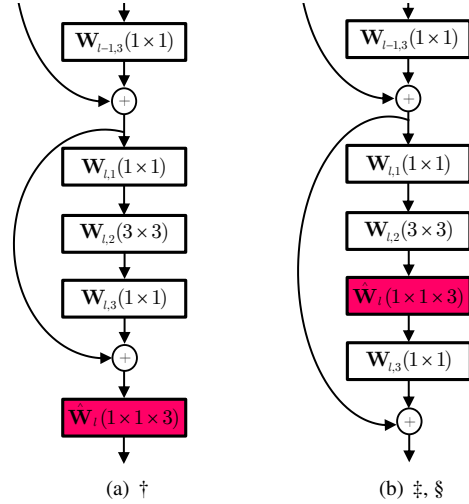 W_{l-1,3}(1×1)
+
W_{l,1}(1×1)
W_{l,2}(3×3)
W_{l,3}(1×1)
+
Ŵ_l(1×1×3)
(a) †
W_{l-1,3}(1×1)
+
W_{l,1}(1×1)
W_{l,2}(3×3)
Ŵ_l(1×1×3)
W_{l,3}(1×1)
+
(b) ‡, §